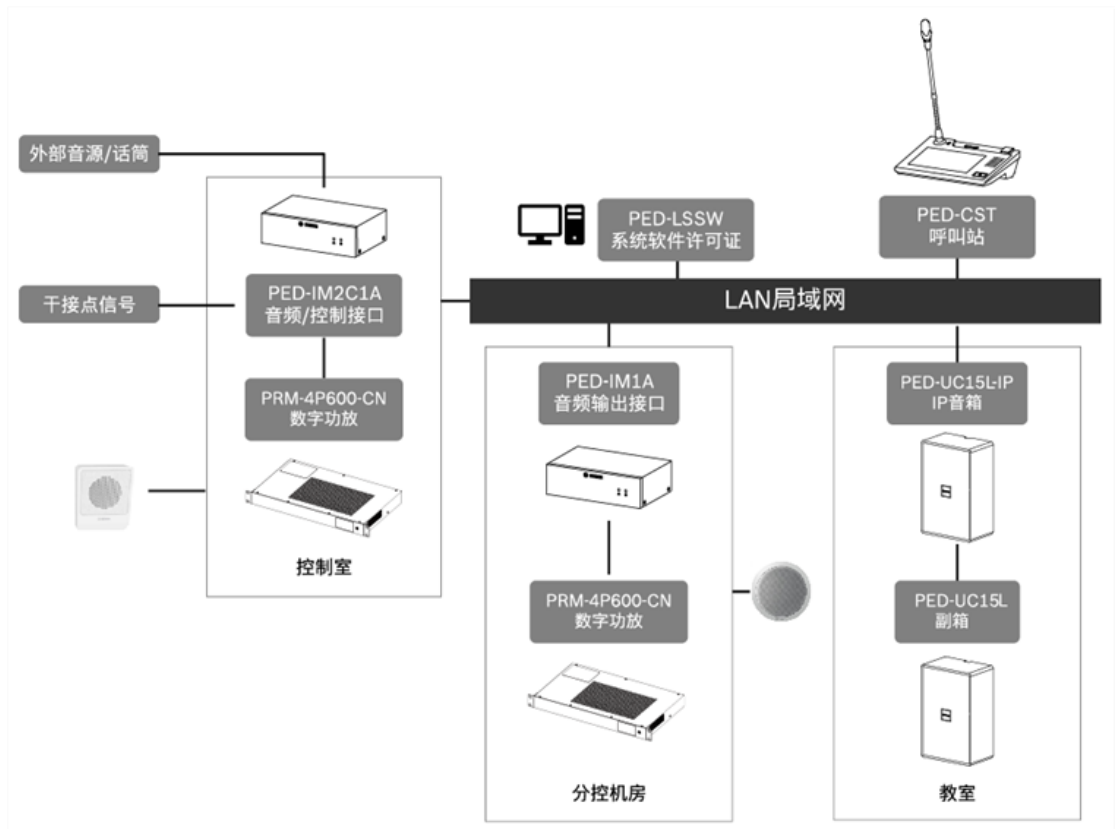 外部音源/话筒
干接点信号
PED-IM2C1A
音频/控制接口
PRM-4P600-CN
数字功放
控制室
PED-LSSW
系统软件许可证
PED-CST
呼叫站
LAN局域网
PED-IM1A
音频输出接口
PRM-4P600-CN
数字功放
分控机房
PED-UC15L-IP
IP音箱
PED-UC15L
副箱
教室